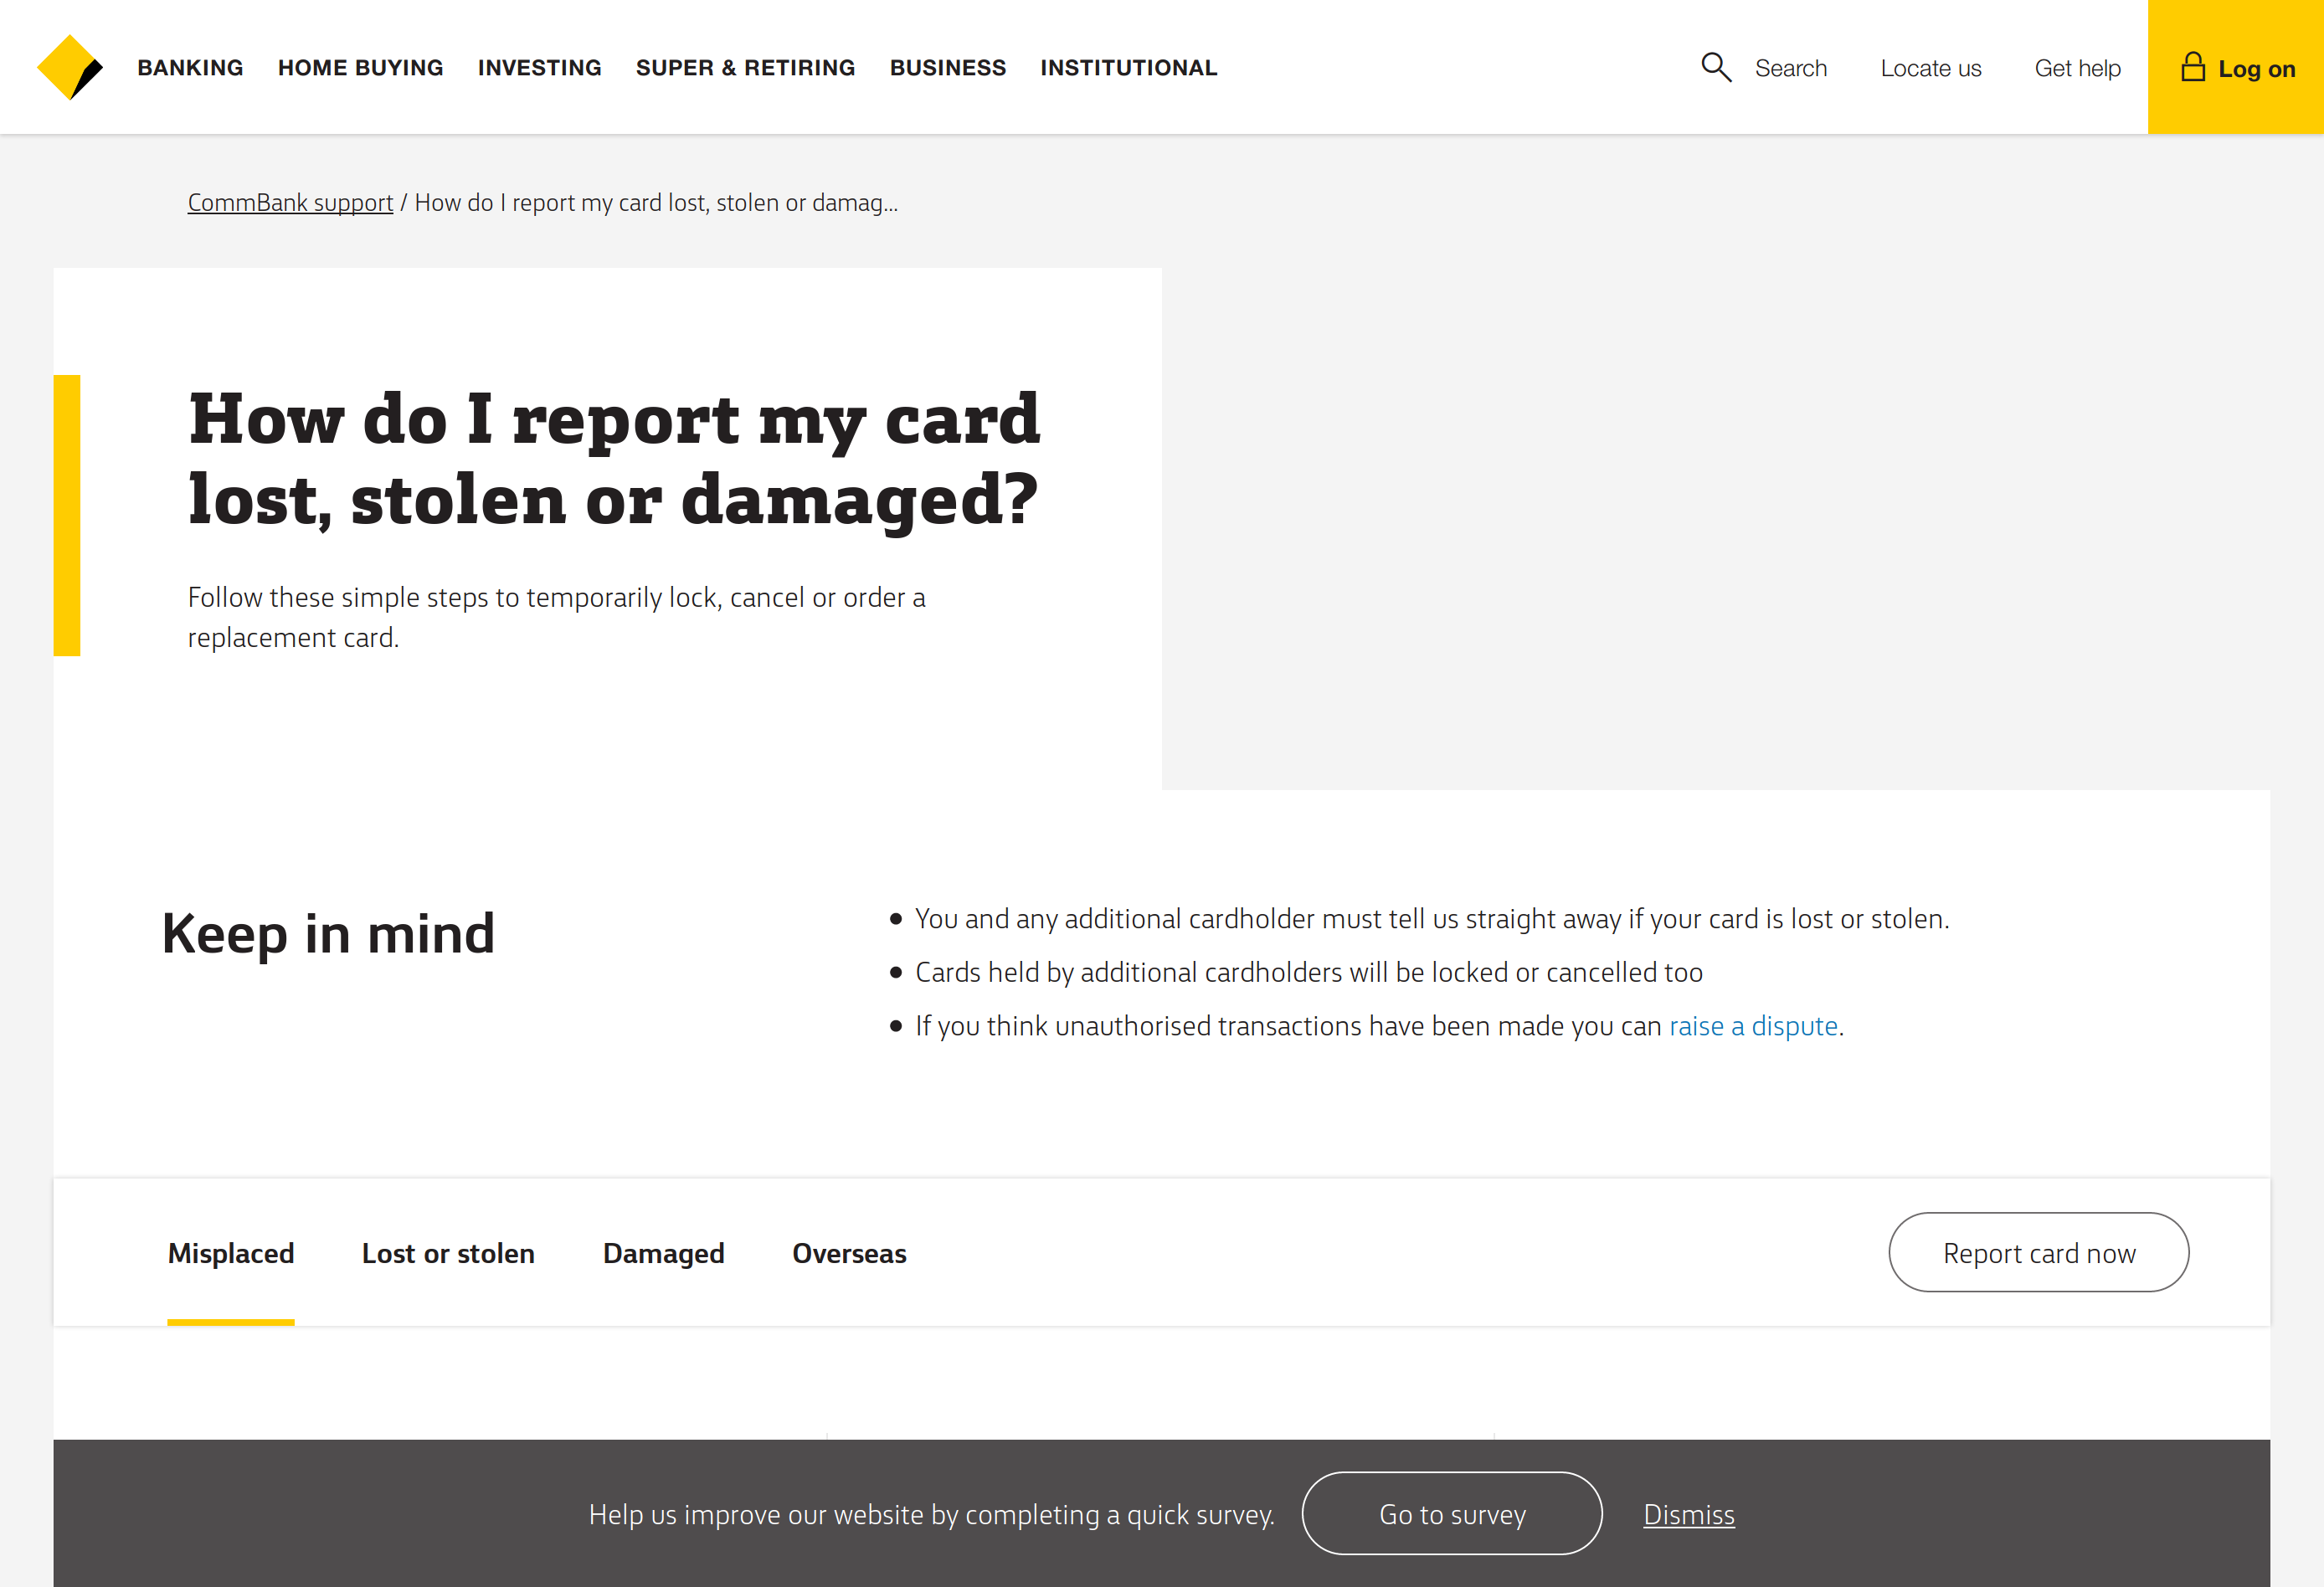 BANKING HOME BUYING INVESTING SUPER & RETIRING BUSINESS INSTITUTIONAL Search Locate us Get help Log on
CommBank support / How do I report my card lost, stolen or damag...
How do I report my card
lost, stolen or damaged?
Follow these simple steps to temporarily lock, cancel or order a
replacement card.
Keep in mind
• You and any additional cardholder must tell us straight away if your card is lost or stolen.
• Cards held by additional cardholders will be locked or cancelled too
• If you think unauthorised transactions have been made you can raise a dispute.
Misplaced Lost or stolen Damaged Overseas Report card now
Help us improve our website by completing a quick survey. Go to survey Dismiss